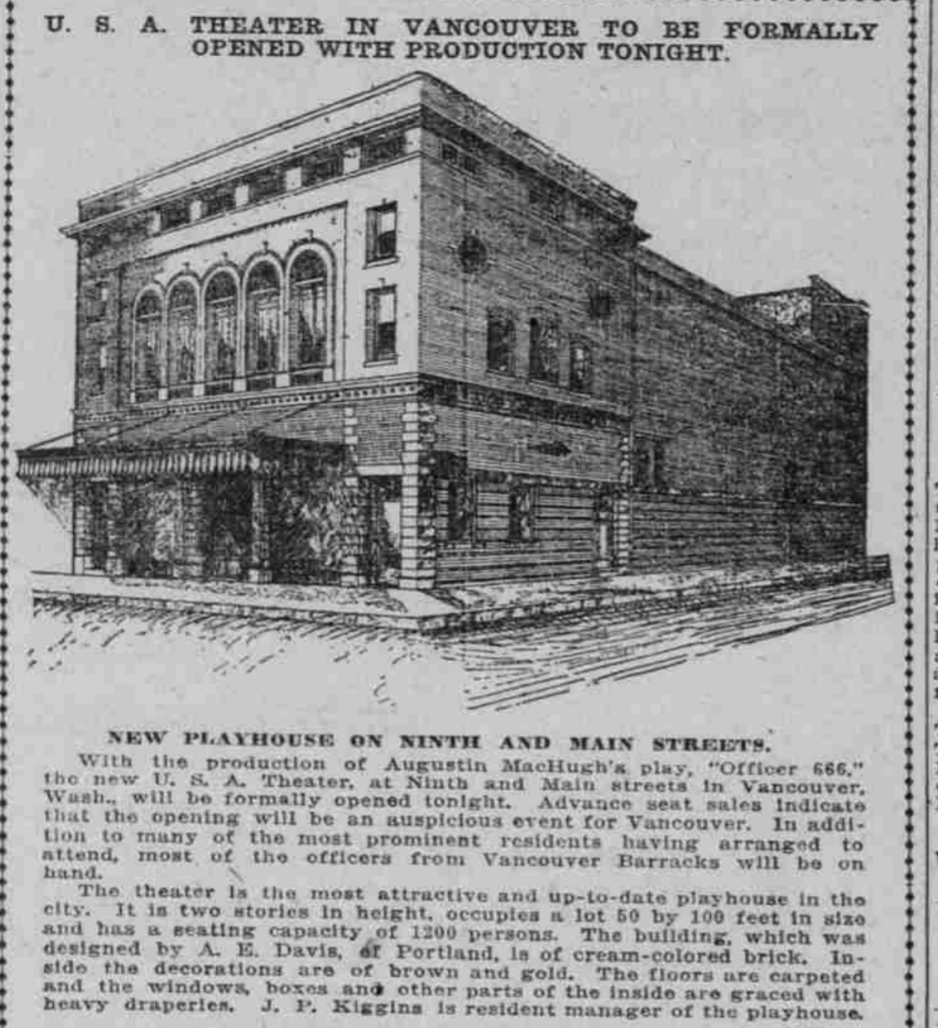 U. S. A. THEATER IN VANCOUVER TO BE FORMALLY
OPENED WITH PRODUCTION TONIGHT.
NEW PLAYHOUSE ON NINTH AND MAIN STREETS.
With the production of Augustin MacHugh's play, "Officer 666,"
the new U. S. A. Theater, at Ninth and Main streets in Vancouver,
Wash., will be formally opened tonight. Advance seat sales indicate
that the opening will be an auspicious event for Vancouver. In addi-
tion to many of the most prominent residents having arranged to
attend, most of the officers from Vancouver Barracks will be on
hand.
The theater is the most attractive and up-to-date playhouse in the
city. It is two stories in height, occupies a lot 50 by 100 feet in size
and has a seating capacity of 1200 persons. The building, which was
designed by A. E. Davis, of Portland, is of cream-colored brick. In-
side the decorations are of brown and gold. The floors are carpeted
and the windows, boxes and other parts of the inside are graced with
heavy draperies. J. P. Kiggins is resident manager of the playhouse.